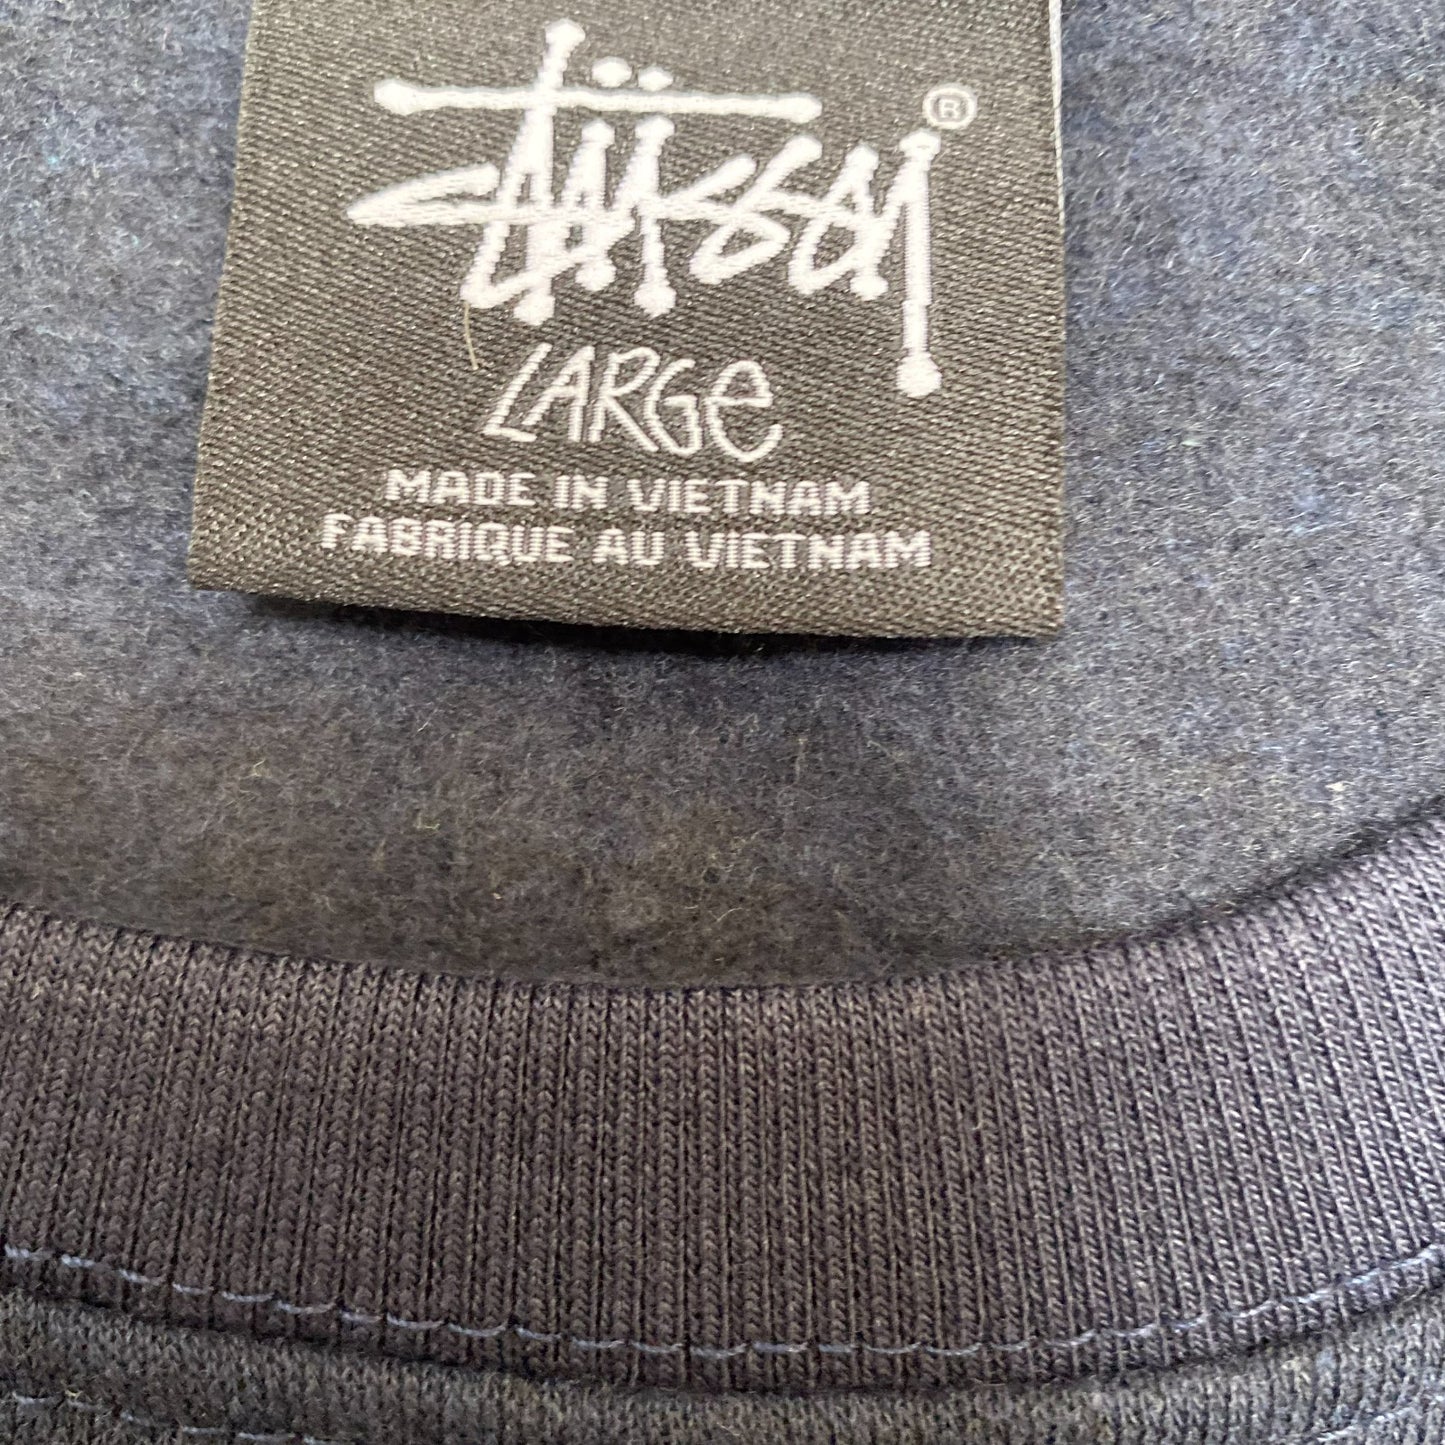 Stüssy ®
LARGe
MADE IN VIETNAM
FABRIQUE AU VIETNAM